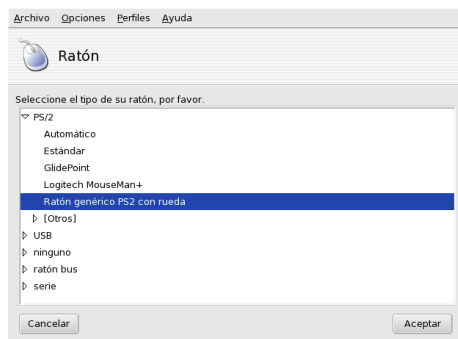 Archivo Opciones Perfiles Ayuda
Ratón
Seleccione el tipo de su ratón, por favor.
PS/2
Automático
Estándar
GlidePoint
Logitech MouseMan+
Ratón genérico PS2 con rueda
[Otros]
USB
ninguno
ratón bus
serie
Cancelar Aceptar